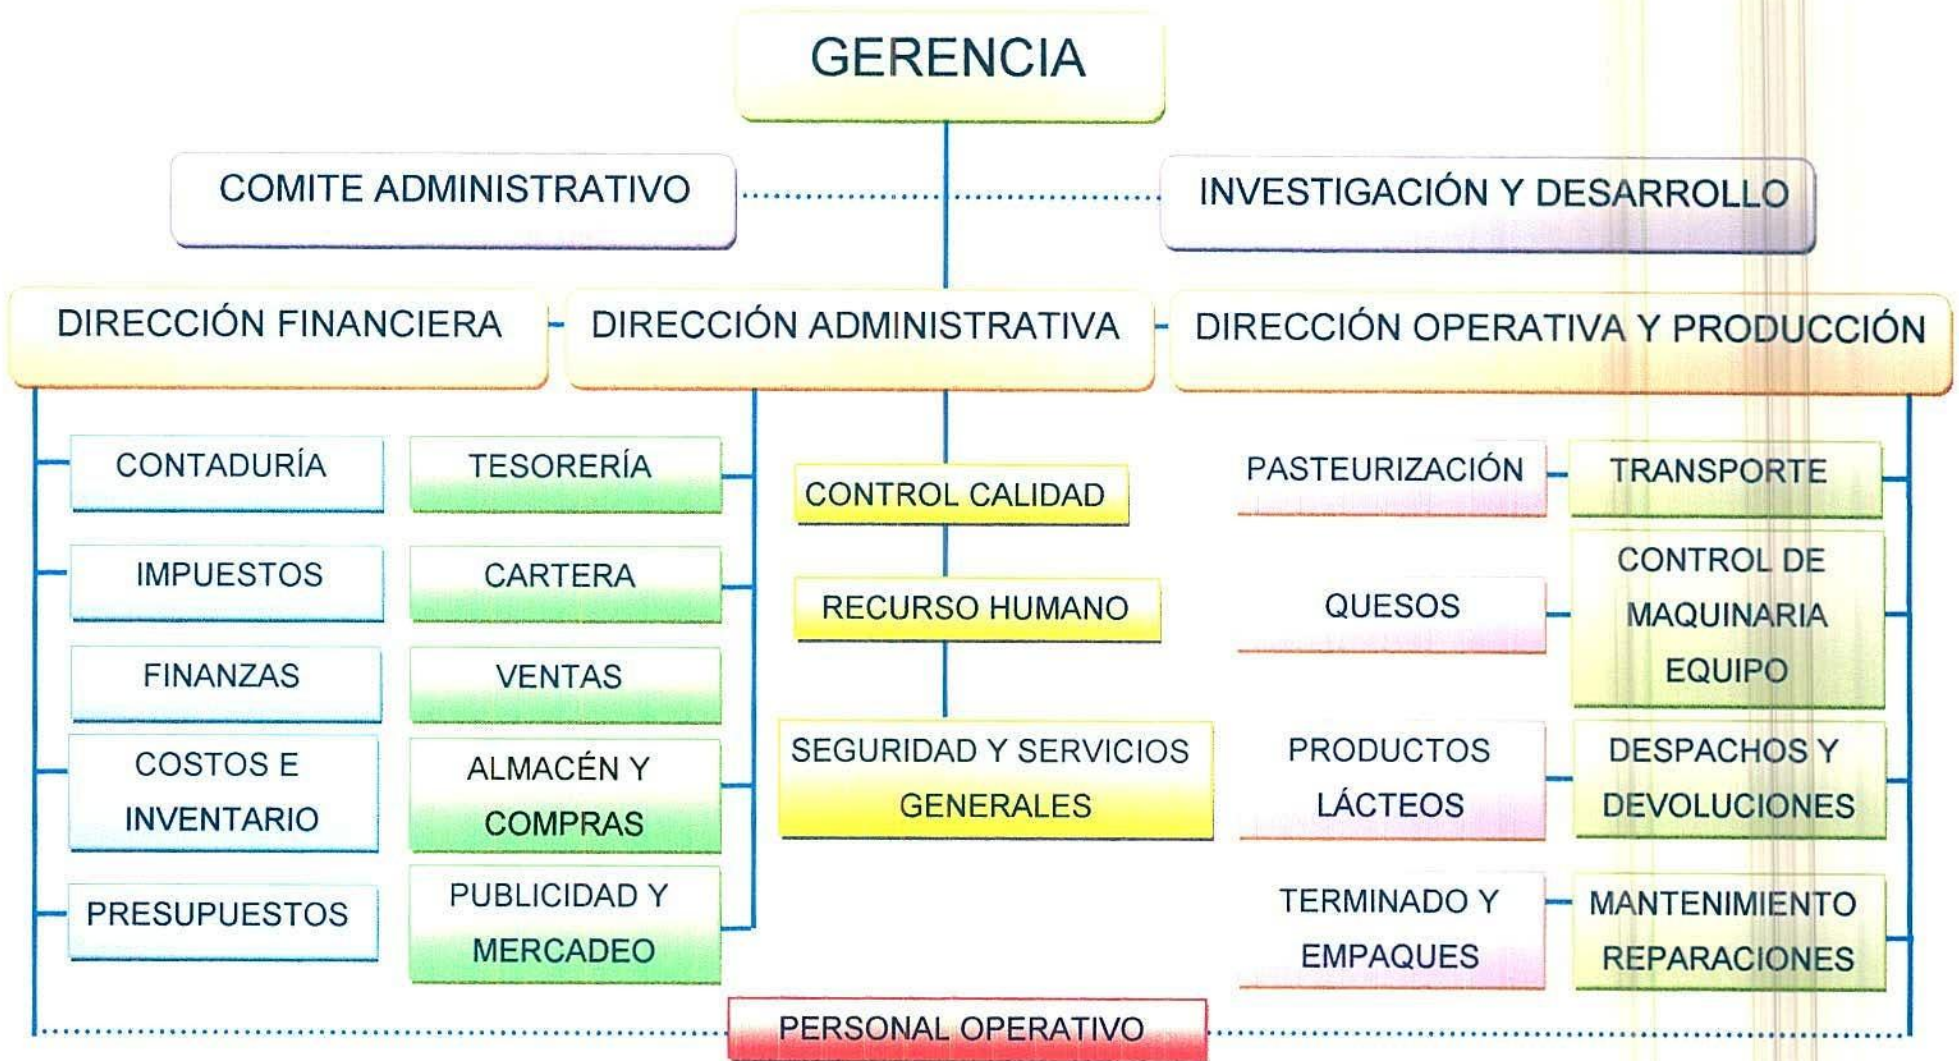 GERENCIA
COMITE ADMINISTRATIVO
INVESTIGACIÓN Y DESARROLLO
DIRECCIÓN FINANCIERA
DIRECCIÓN ADMINISTRATIVA
DIRECCIÓN OPERATIVA Y PRODUCCIÓN
CONTADURÍA
IMPUESTOS
FINANZAS
COSTOS E
INVENTARIO
PRESUPUESTOS
TESORERÍA
CARTERA
VENTAS
ALMACÉN Y
COMPRAS
PUBLICIDAD Y
MERCADEO
CONTROL CALIDAD
RECURSO HUMANO
SEGURIDAD Y SERVICIOS
GENERALES
PASTEURIZACIÓN
QUESOS
PRODUCTOS
LÁCTEOS
TERMINADO Y
EMPAQUES
TRANSPORTE
CONTROL DE
MAQUINARIA
EQUIPO
DESPACHOS Y
DEVOLUCIONES
MANTENIMIENTO
REPARACIONES
PERSONAL OPERATIVO